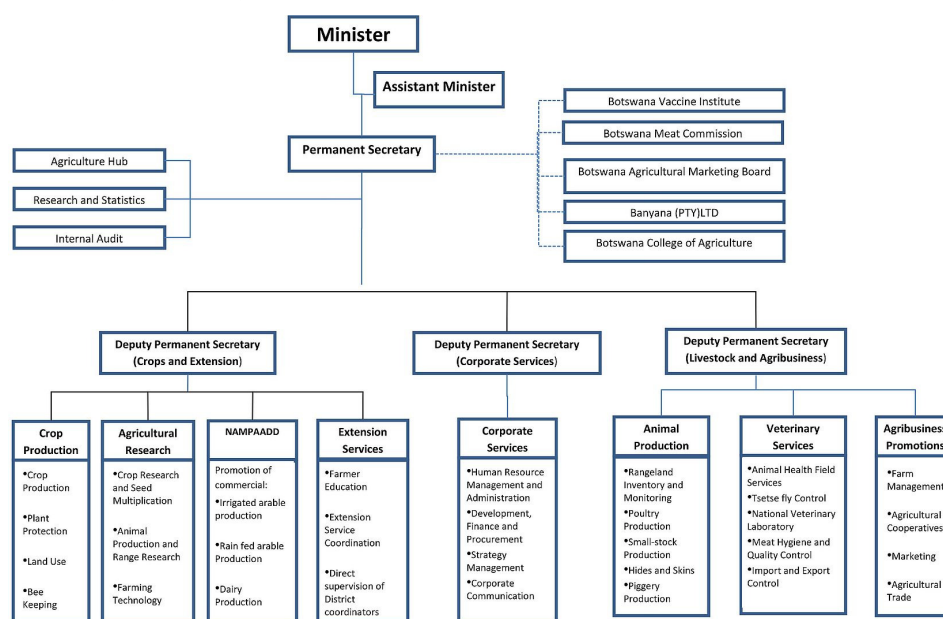 Minister
Assistant Minister
Permanent Secretary
Agriculture Hub
Research and Statistics
Internal Audit
Botswana Vaccine Institute
Botswana Meat Commission
Botswana Agricultural Marketing Board
Banyana (PTY)LTD
Botswana College of Agriculture
Deputy Permanent Secretary
(Crops and Extension)
Deputy Permanent Secretary
(Corporate Services)
Deputy Permanent Secretary
(Livestock and Agribusiness)
Crop
Production
•Crop
Production
•Plant
Protection
•Land Use
•Bee
Keeping
Agricultural
Research
•Crop Research
and Seed
Multiplication
•Animal
Production and
Range Research
•Farming
Technology
NAMPAADD
Promotion of
commercial:
•Irrigated arable
production
•Rain fed arable
Production
•Dairy
Production
Extension
Services
•Farmer
Education
•Extension
Service
Coordination
•Direct
supervision of
District
coordinators
Corporate
Services
•Human Resource
Management and
Administration
•Development,
Finance and
Procurement
•Strategy
Management
•Corporate
Communication
Animal
Production
•Rangeland
Inventory and
Monitoring
•Poultry
Production
•Small-stock
Production
•Hides and Skins
•Piggery
Production
Veterinary
Services
•Animal Health Field
Services
•Tsetse fly Control
•National Veterinary
Laboratory
•Meat Hygiene and
Quality Control
•Import and Export
Control
Agribusiness
Promotions
•Farm
Management
•Agricultural
Cooperatives
•Marketing
•Agricultural
Trade